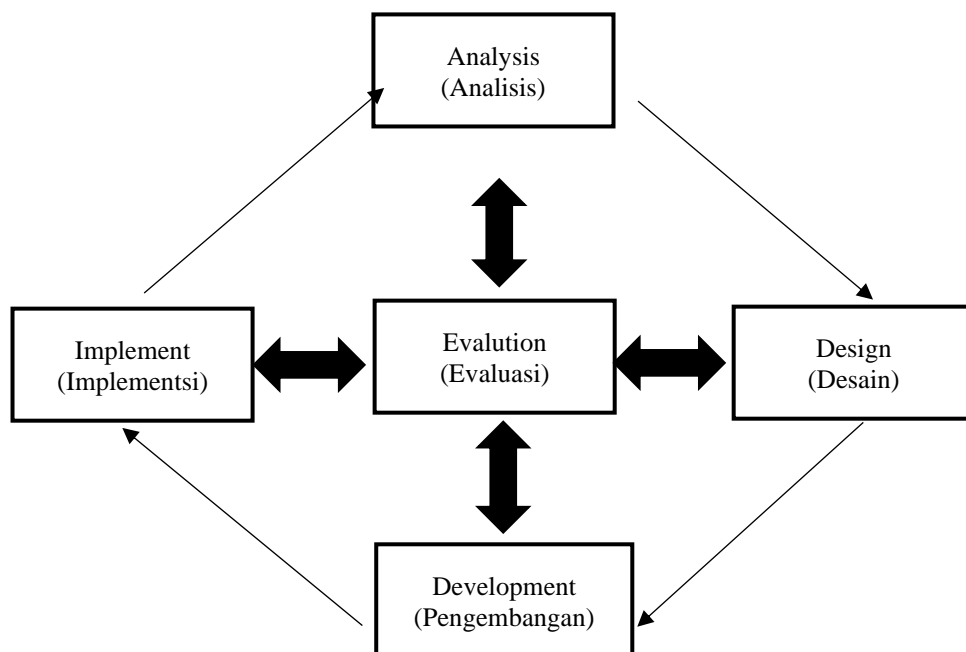 Analysis
(Analisis)
Implement
(Implementsi)
Evalution
(Evaluasi)
Design
(Desain)
Development
(Pengembangan)